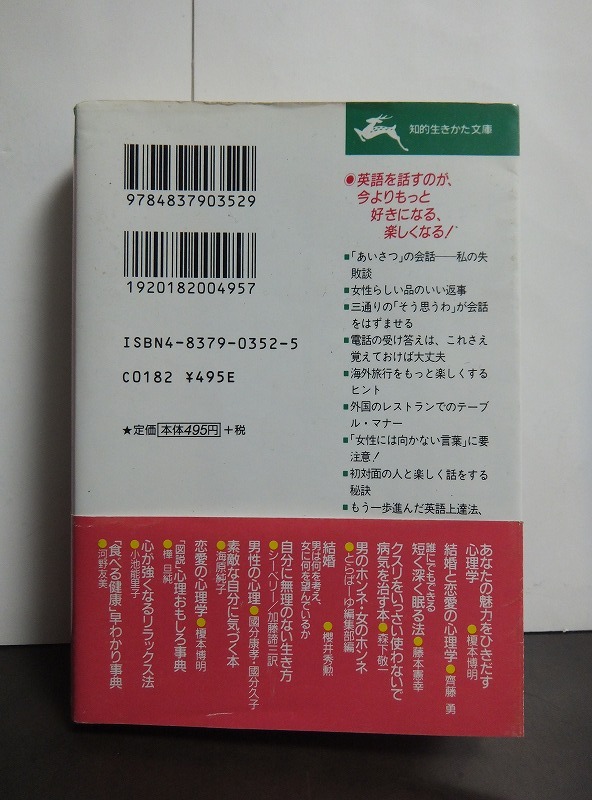 知的生きかた文庫
9784837903529
1920182004957
ISBN4-8379-0352-5
C0182 ¥495E
★定価 本体495円 +税
◉英語を話すのが、
今よりもっと
好きになる、
楽しくなる!
■「あいさつ」の会話──私の失
敗談
■女性らしい品のいい返事
■三通りの「そう思うわ」が会話
をはずませる
■電話の受け答えは、これさえ
覚えておけば大丈夫
■海外旅行をもっと楽しくする
ヒント
■外国のレストランでのテーブ
ル・マナー
■「女性には向かない言葉」に要
注意!
■初対面の人と楽しく話をする
秘訣
■もう一歩進んだ英語上達法、
あなたの魅力をひきだす
心理学 ●榎本博明
結婚と恋愛の心理学●齊藤 勇
誰にでもできる
短く深く眠る法●藤本憲幸
クスリをいっさい使わないで
病気を治す本●森下敬一
男のホンネ・女のホンネ
●とらばーゆ編集部編
結婚 ●櫻井秀勲
男は何を考え、
女に何を望んでいるか
自分に無理のない生き方
●シーベリー/加藤諦三訳
男性の心理●國分康孝・國分久子
素敵な自分に気づく本
●海原純子
恋愛の心理学●榎本博明
「図説」心理おもしろ事典
●樺 旦純
心が強くなるリラックス法
●小池能里子
「食べる健康」早わかり事典
●河野友美